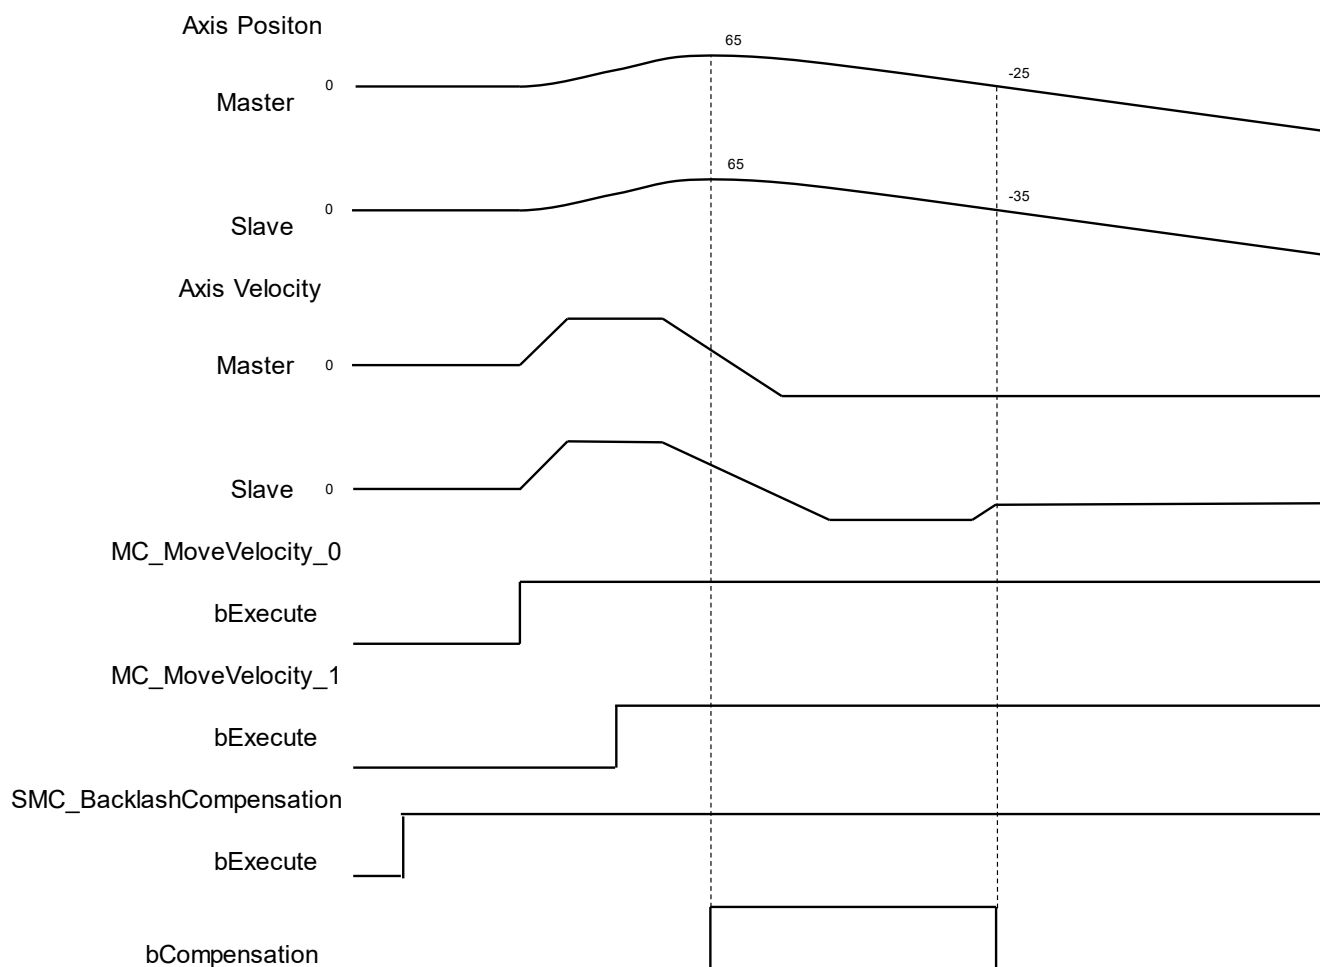 Axis Positon
65
0
-25
Master
65
0
-35
Slave
Axis Velocity
Master 0
Slave 0
MC_MoveVelocity_0
bExecute
MC_MoveVelocity_1
bExecute
SMC_BacklashCompensation
bExecute
bCompensation